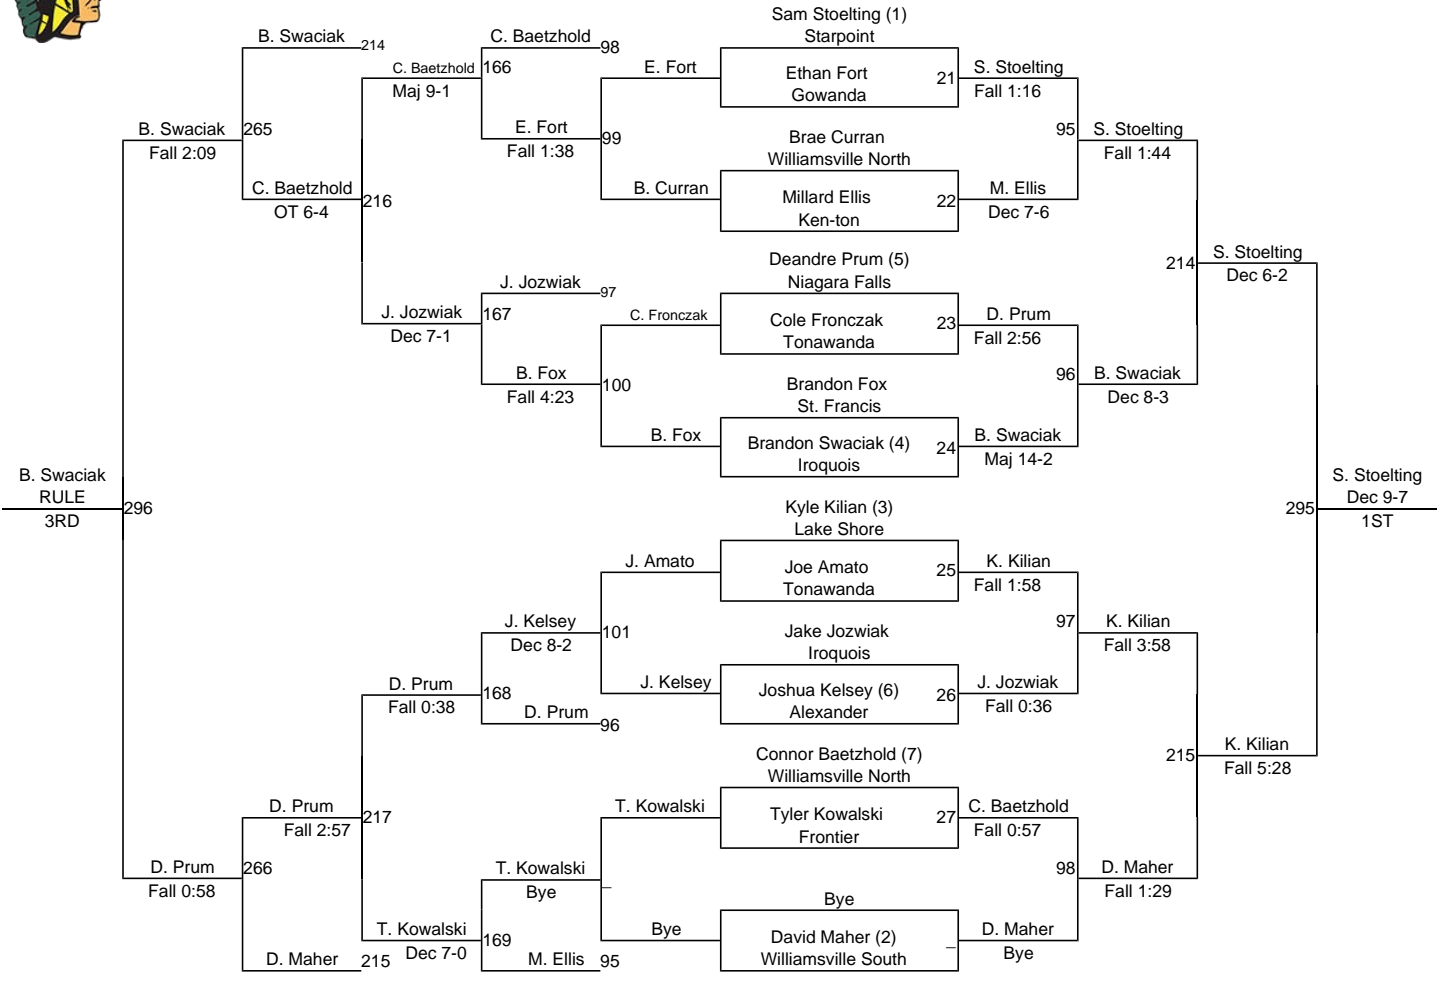 Sam Stoelting (1)
Starpoint
Ethan Fort
Gowanda
21
Brae Curran
Williamsville North
Millard Ellis
Ken-ton
22
Deandre Prum (5)
Niagara Falls
Cole Fronczak
Tonawanda
23
Brandon Fox
St. Francis
Brandon Swaciak (4)
Iroquois
24
Kyle Kilian (3)
Lake Shore
Joe Amato
Tonawanda
25
Jake Jozwiak
Iroquois
Joshua Kelsey (6)
Alexander
26
Connor Baetzhold (7)
Williamsville North
Tyler Kowalski
Frontier
27
Bye
David Maher (2)
Williamsville South
_
S. Stoelting
Fall 1:16
M. Ellis
Dec 7-6
D. Prum
Fall 2:56
B. Swaciak
Maj 14-2
K. Kilian
Fall 1:58
J. Jozwiak
Fall 0:36
C. Baetzhold
Fall 0:57
D. Maher
Bye
95
S. Stoelting
Fall 1:44
96
B. Swaciak
Dec 8-3
97
K. Kilian
Fall 3:58
98
D. Maher
Fall 1:29
214
S. Stoelting
Dec 6-2
215
K. Kilian
Fall 5:28
295
S. Stoelting
Dec 9-7
1ST
E. Fort
B. Curran
C. Fronczak
B. Fox
J. Amato
J. Kelsey
T. Kowalski
Bye
C. Baetzhold
98
E. Fort
99
Fall 1:38
J. Jozwiak
97
B. Fox
100
Fall 4:23
J. Kelsey
101
Dec 8-2
D. Prum
96
T. Kowalski
_
Bye
M. Ellis
95
C. Baetzhold
166
Maj 9-1
J. Jozwiak
167
Dec 7-1
D. Prum
168
Fall 0:38
T. Kowalski
169
Dec 7-0
B. Swaciak
214
C. Baetzhold
216
OT 6-4
D. Prum
217
Fall 2:57
D. Maher
215
B. Swaciak
265
Fall 2:09
D. Prum
266
Fall 0:58
B. Swaciak
RULE
296
3RD